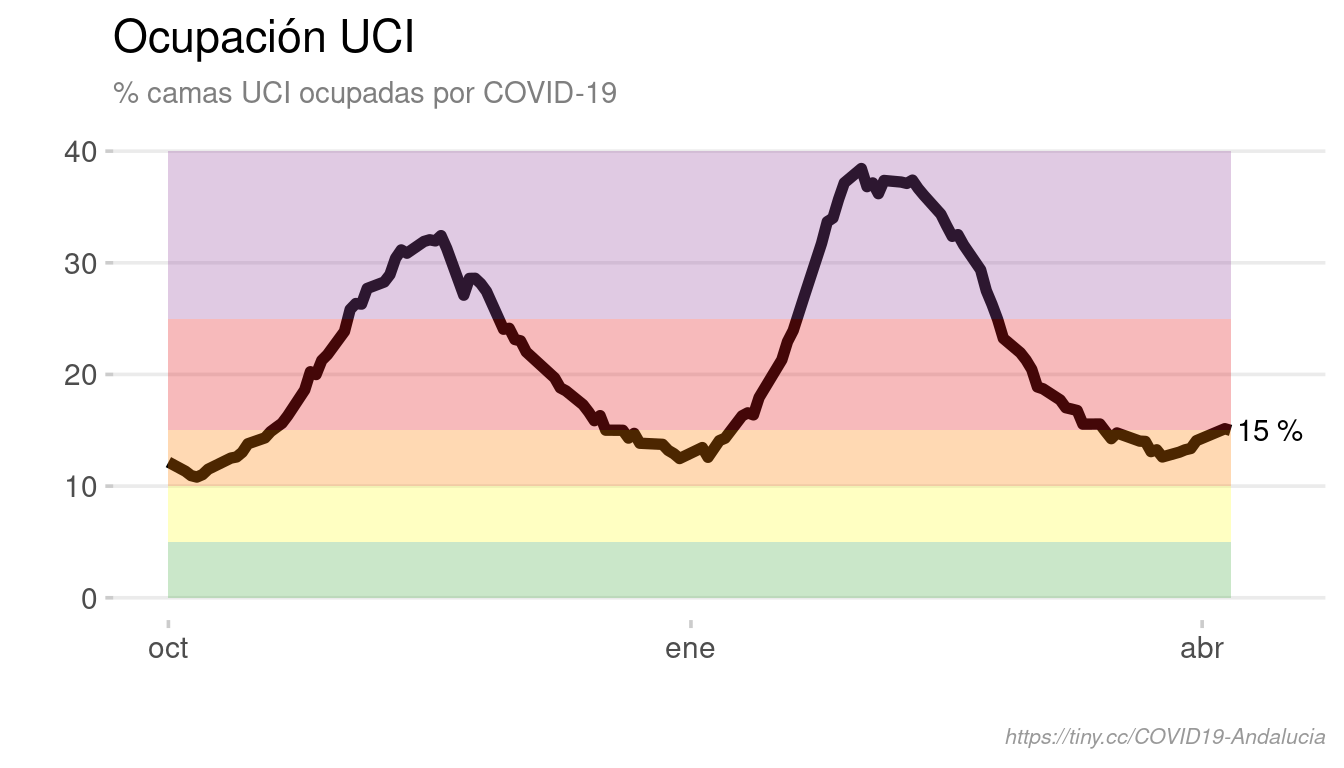 Ocupación UCI
% camas UCI ocupadas por COVID-19
40
30
20
15 %
10
0
oct ene abr
https://tiny.cc/COVID19-Andalucia